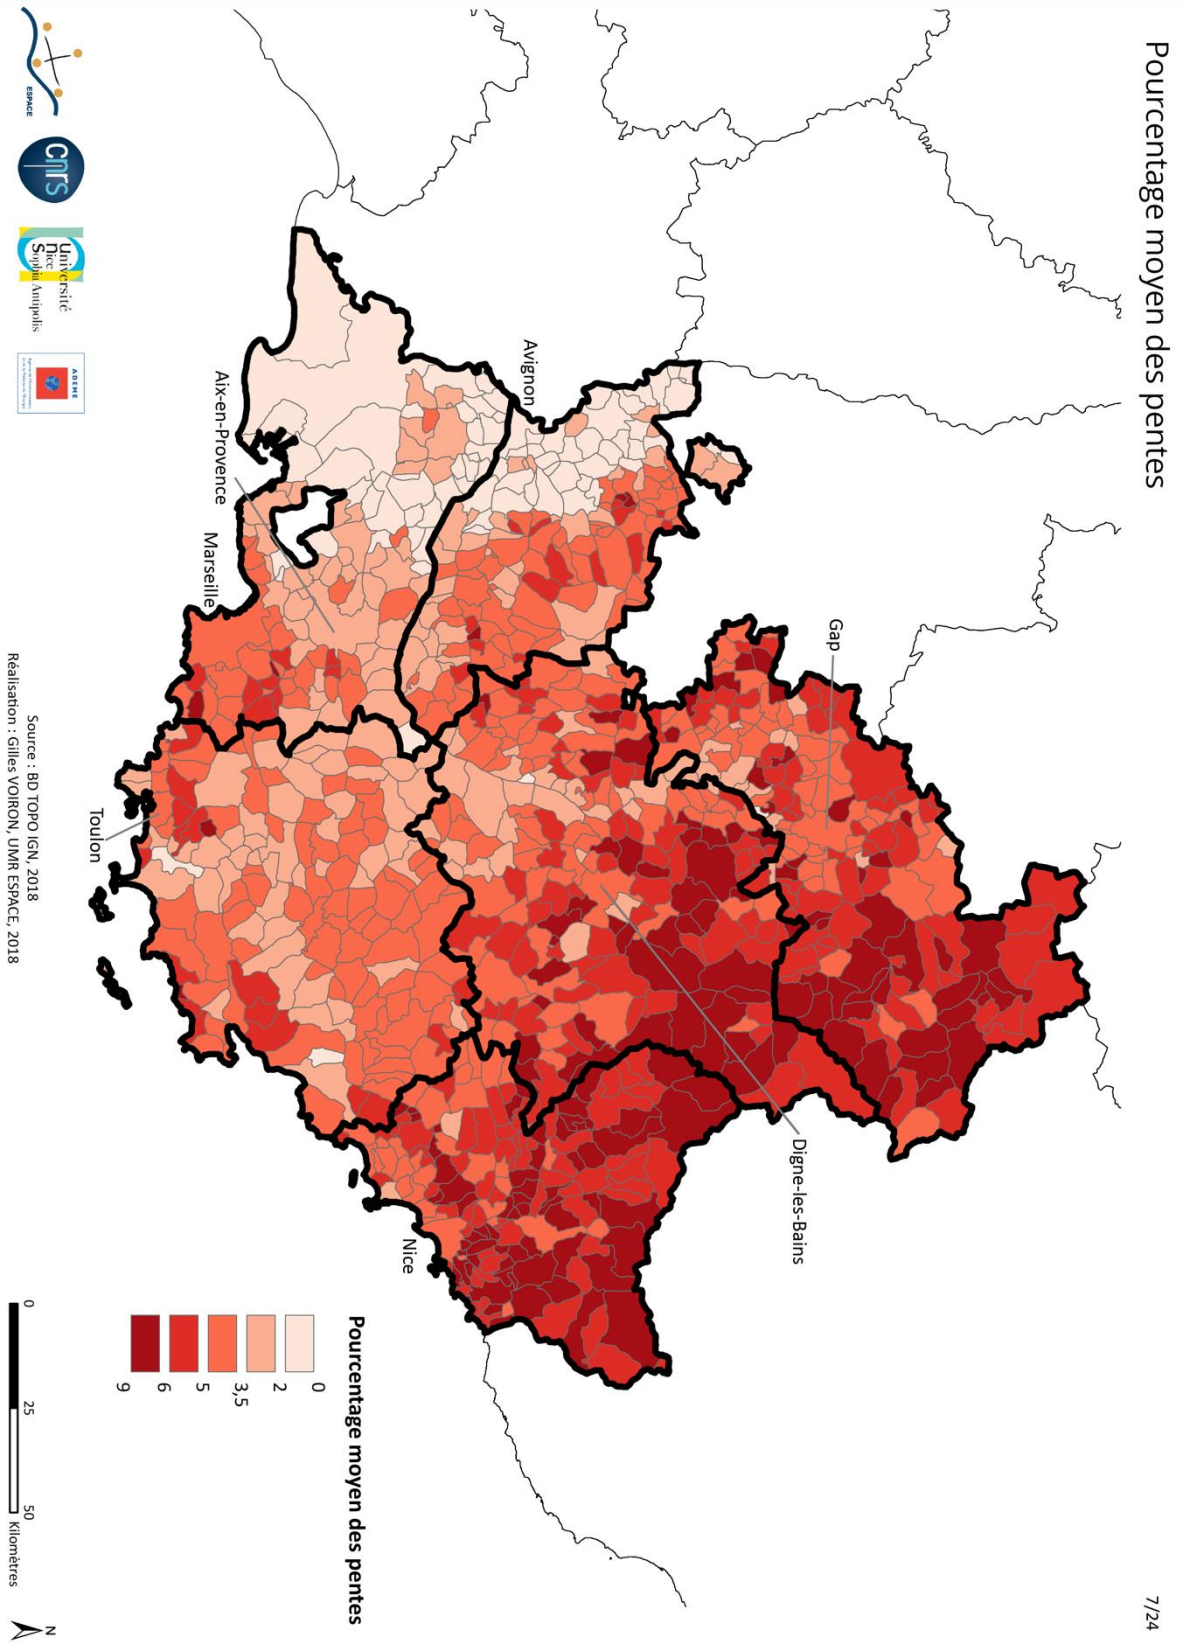 Pourcentage moyen des pentes
7/24
Gap
Digne-les-Bains
Avignon
Aix-en-Provence
Marseille
Nice
Toulon
Pourcentage moyen des pentes
0
2
3,5
5
6
9
0 25 50 Kilomètres
N
Source : BD TOPO IGN, 2018
Réalisation : Gilles VOIRON, UMR ESPACE, 2018
ESPACE
cnrs
Université
nice
Sophia Antipolis
ADEME